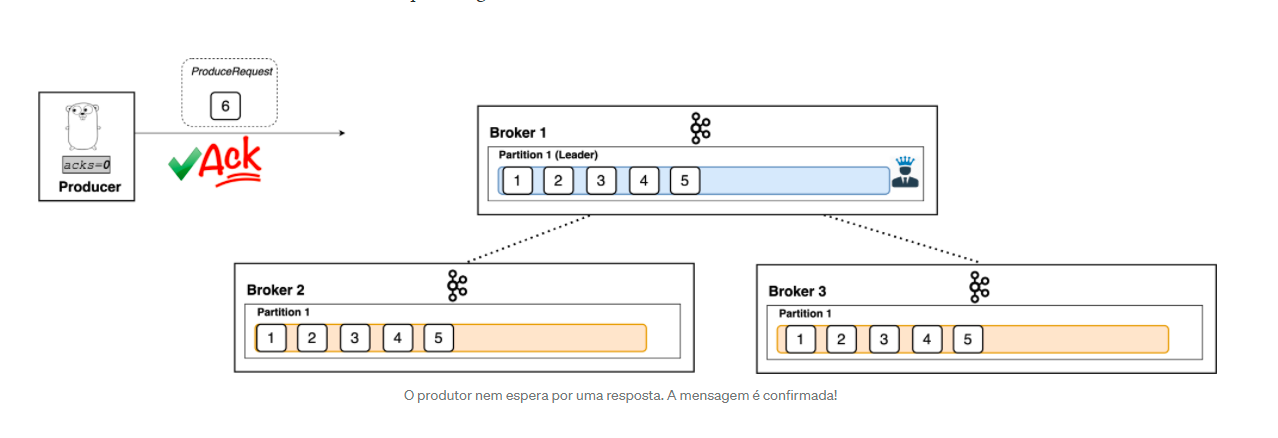 ProduceRequest
6
acks=0
Producer
Ack
Broker 1
Partition 1 (Leader)
1 2 3 4 5
Broker 2
Partition 1
1 2 3 4 5
Broker 3
Partition 1
1 2 3 4 5
O produtor nem espera por uma resposta. A mensagem é confirmada!